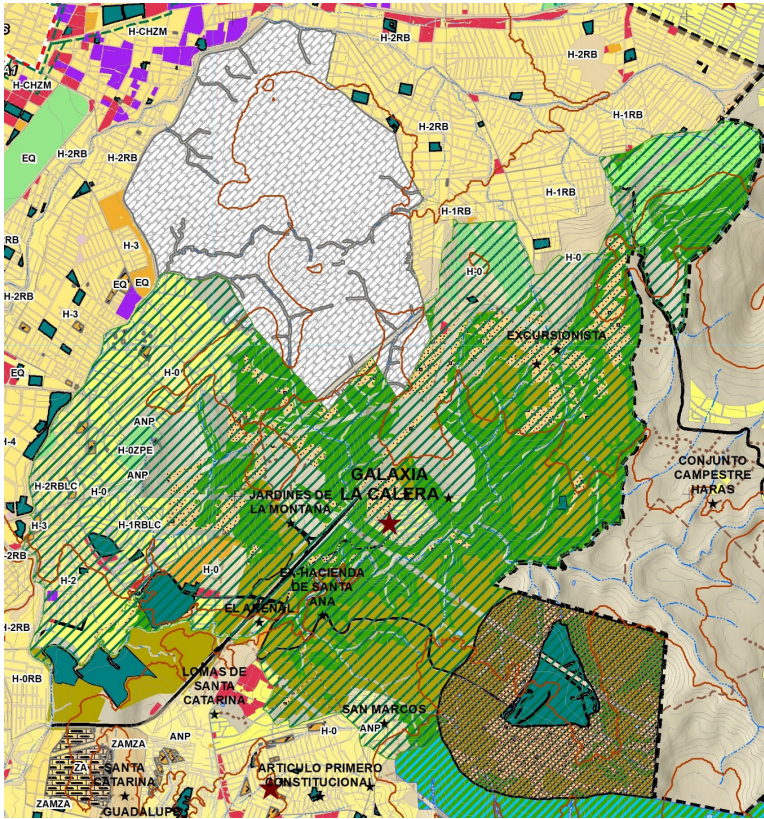 H-CHZM
H-2RB
H-2RB
H-CHZM
H-2RB
H-1RB
EQ
H-2RB
H-2RB
H-1RB
H-1RB
RB
H-3
H-0
H-0
EQ
EQ
H-2RB
H-3
EXCURSIONISTA
EQ
H-0
ANP
H-4
H-0ZPE
ANP
GALAXIA
LA CALERA
CONJUNTO
CAMPESTRE
HARAS
H-2RBLC
H-0
JARDINES DE
LA MONTAÑA
H-3
H-1RBLC
-2RB
H-0
H-2
EX-HACIENDA
DE SANTA
ANA
EL ARENAL
H-2RB
H-0RB
LOMAS DE
SANTA
CATARINA
SAN MARCOS
H-0
ANP
ANP
ZAMZA
ZA
SANTA
CATARINA
ARTICULO PRIMERO
CONSTITUCIONAL
ZAMZA
GUADALUPE